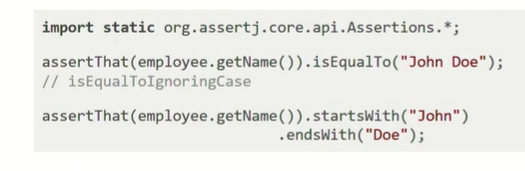 import static org.assertj.core.api.Assertions.*;
assertThat(employee.getName()).isEqualTo("John Doe");
// isEqualToIgnoringCase
assertThat(employee.getName()).startsWith("John")
.endsWith("Doe");